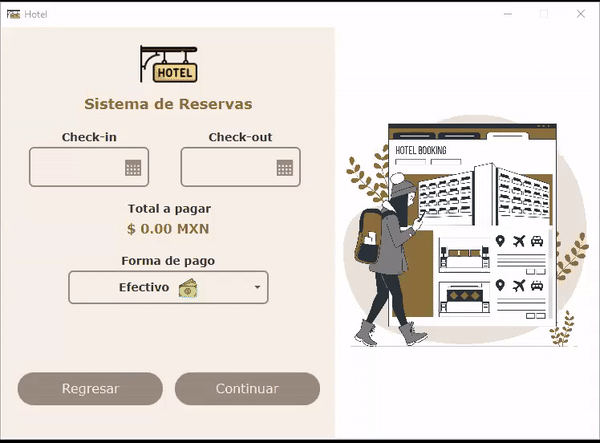 Hotel
HOTEL
Sistema de Reservas
Check-in
Check-out
Total a pagar
$ 0.00 MXN
Forma de pago
Efectivo
Regresar
Continuar
HOTEL BOOKING